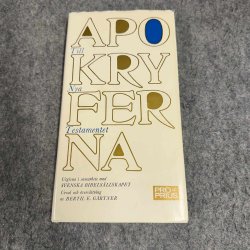 APO
Till
KRY
Nya
FER
Testamentet
NA
Utgivna i samarbete med
SVENSKA BIBELSÄLLSKAPET
Urval och översättning
av BERTIL E. GÄRTNER
PRO
PRIUS